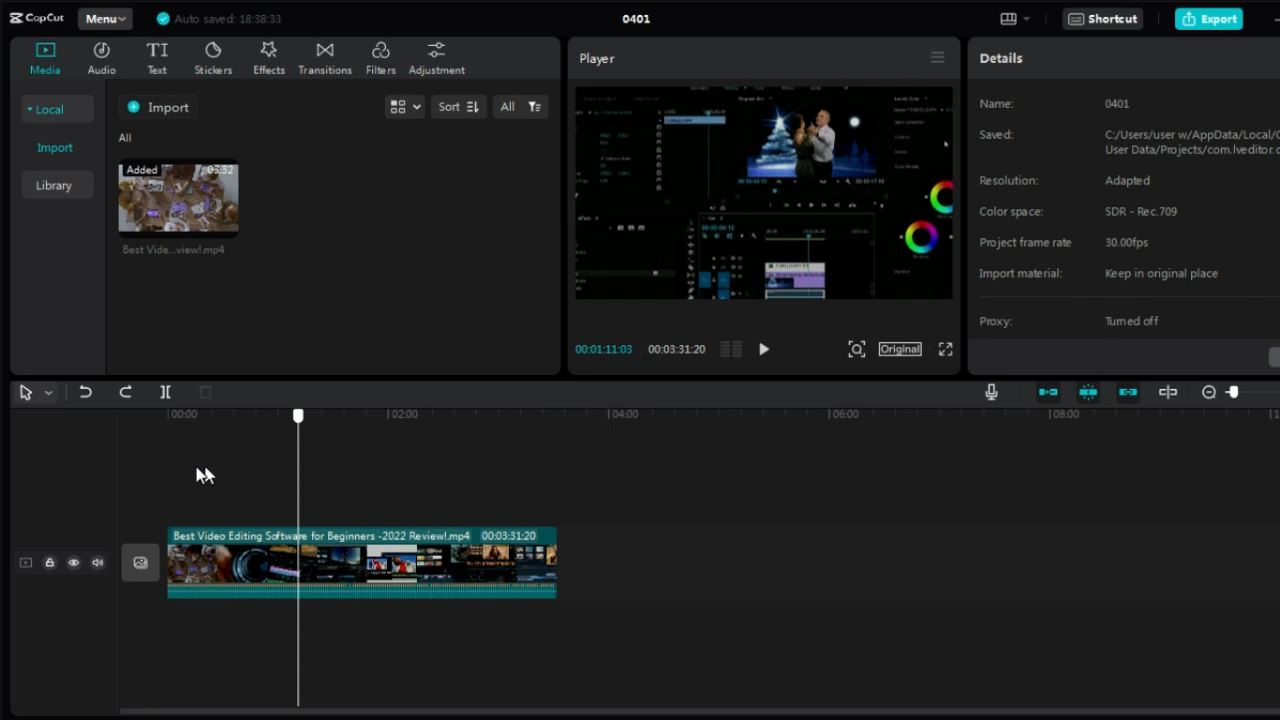 CapCut
Menu
Auto saved: 18:38:33
0401
Shortcut
Export
Media
Audio
Text
Stickers
Effects
Transitions
Filters
Adjustment
Local
Import
Library
Import
Sort
All
All
Added
03:32
Best Vide...view!.mp4
Player
00:01:11:03
00:03:31:20
Original
Details
Name: 0401
Saved: C:/Users/user w/AppData/Local/
User Data/Projects/com.lveditor.
Resolution: Adapted
Color space: SDR - Rec.709
Project frame rate 30.00fps
Import material: Keep in original place
Proxy: Turned off
00:00
02:00
04:00
06:00
08:00
Best Video Editing Software for Beginners -2022 Review!.mp4 00:03:31:20